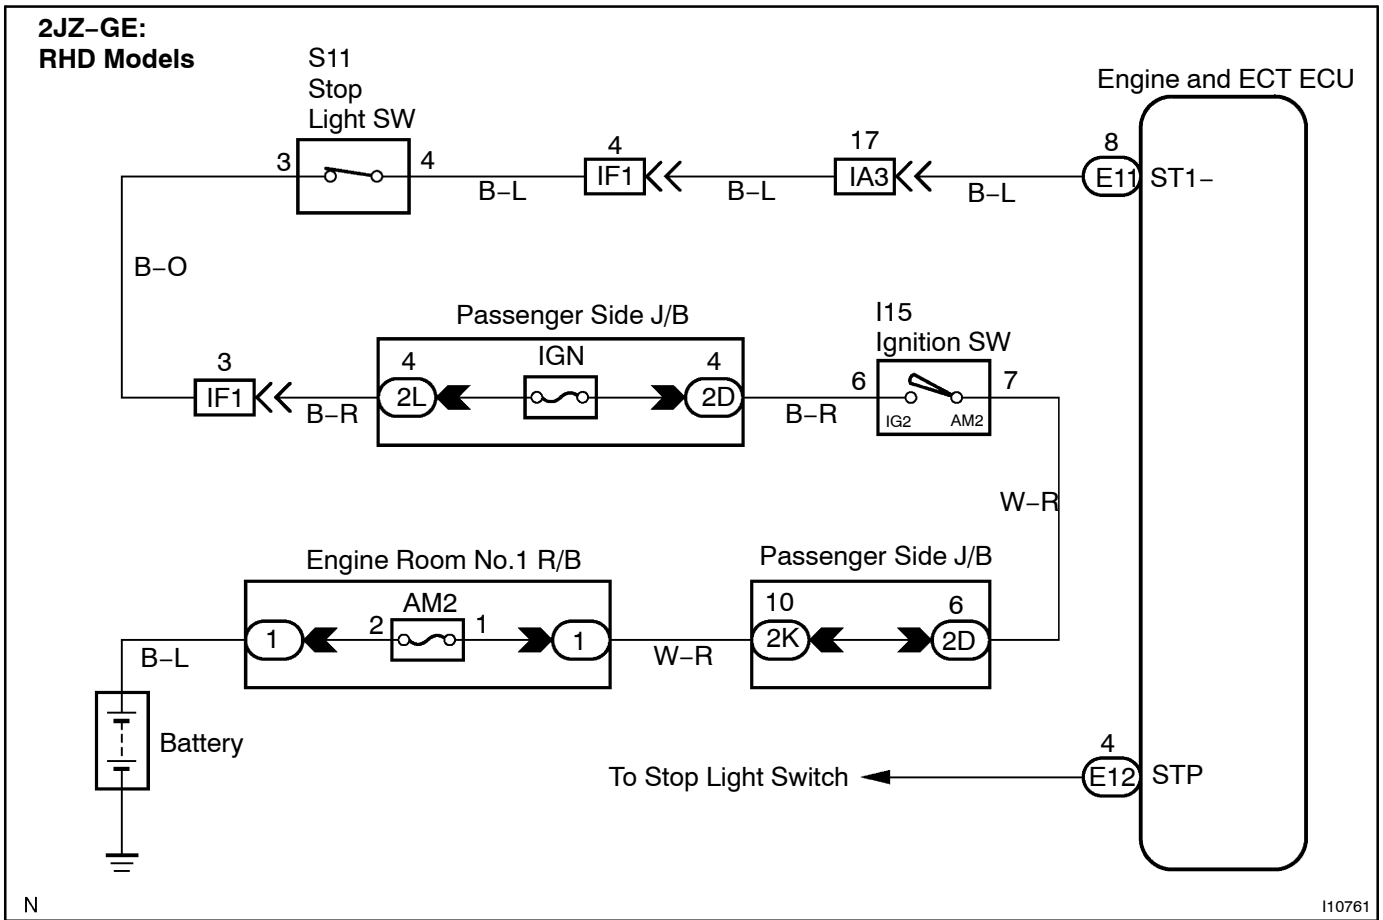 2JZ–GE:
RHD Models
S11
Stop
Light SW
Engine and ECT ECU
3
4
B–L
4
IF1
B–L
17
IA3
B–L
8
E11
ST1–
B–O
Passenger Side J/B
I15
Ignition SW
3
IF1
B–R
4
2L
IGN
4
2D
B–R
6
7
IG2
AM2
W–R
Engine Room No.1 R/B
Passenger Side J/B
B–L
1
2
AM2
1
1
W–R
10
2K
6
2D
Battery
To Stop Light Switch
4
E12
STP
N
I10761